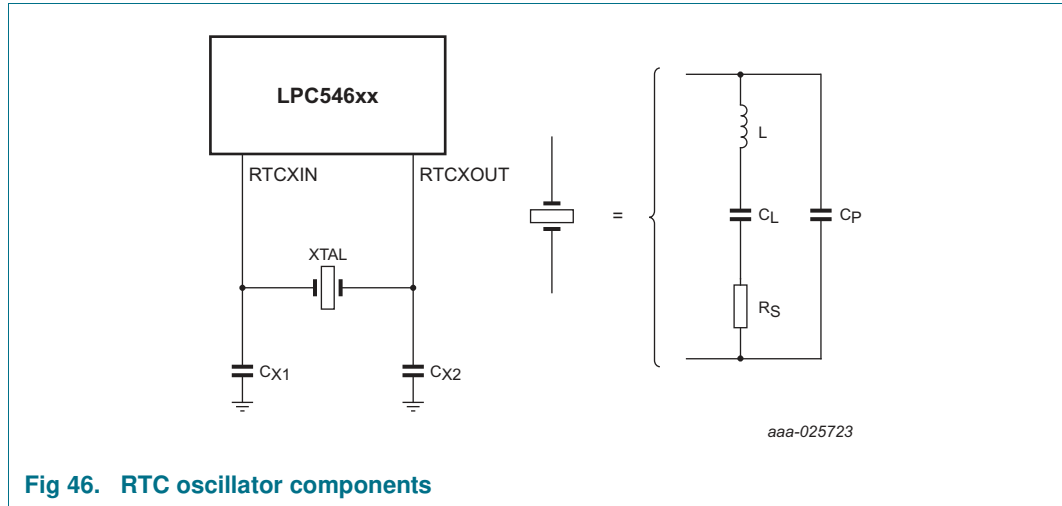 LPC546xx
RTCXIN
RTCXOUT
XTAL
CX1
CX2
=
L
CL
CP
RS
aaa-025723
Fig 46. RTC oscillator components